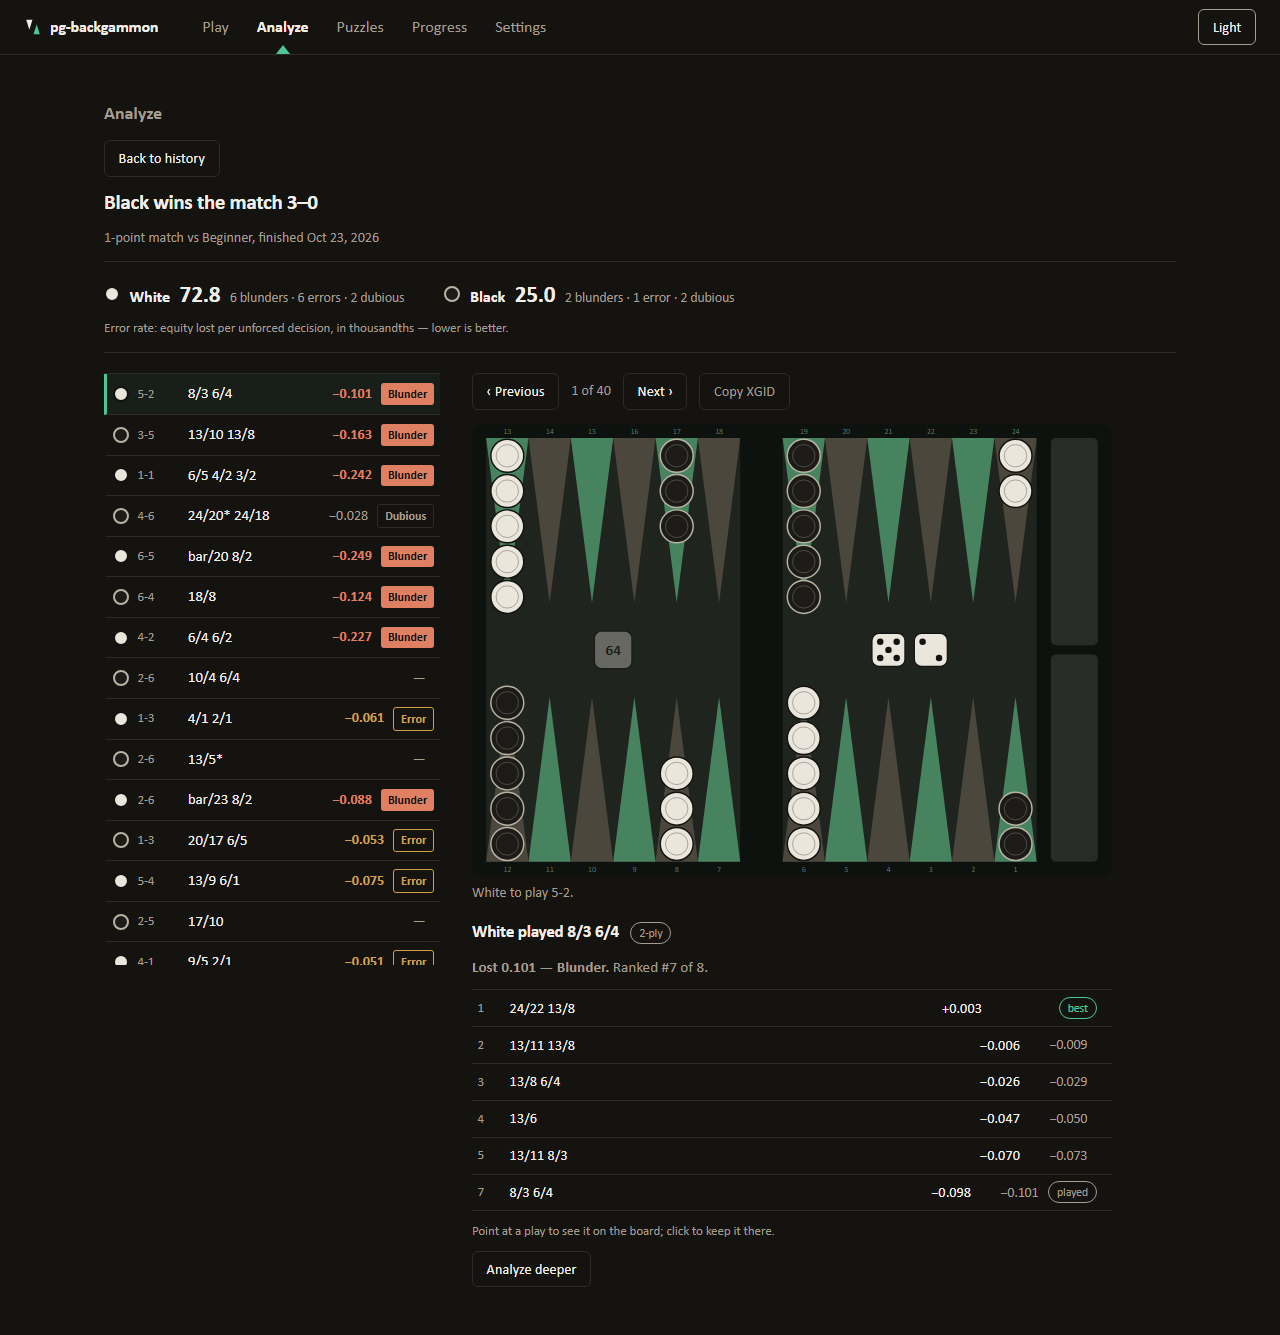 pg-backgammon Play Analyze Puzzles Progress Settings Light
Analyze
Back to history
Black wins the match 3–0
1-point match vs Beginner, finished Oct 23, 2026
White 72.8 6 blunders · 6 errors · 2 dubious Black 25.0 2 blunders · 1 error · 2 dubious
Error rate: equity lost per unforced decision, in thousandths — lower is better.
5-2 8/3 6/4 −0.101 Blunder
3-5 13/10 13/8 −0.163 Blunder
1-1 6/5 4/2 3/2 −0.242 Blunder
4-6 24/20* 24/18 −0.028 Dubious
6-5 bar/20 8/2 −0.249 Blunder
6-4 18/8 −0.124 Blunder
4-2 6/4 6/2 −0.227 Blunder
2-6 10/4 6/4 —
1-3 4/1 2/1 −0.061 Error
2-6 13/5* —
2-6 bar/23 8/2 −0.088 Blunder
1-3 20/17 6/5 −0.053 Error
5-4 13/9 6/1 −0.075 Error
2-5 17/10 —
4-1 9/5 2/1 −0.051 Error
‹ Previous 1 of 40 Next › Copy XGID
13 14 15 16 17 18 19 20 21 22 23 24
64
12 11 10 9 8 7 6 5 4 3 2 1
White to play 5-2.
White played 8/3 6/4 2-ply
Lost 0.101 — Blunder. Ranked #7 of 8.
1 24/22 13/8 +0.003 best
2 13/11 13/8 −0.006 −0.009
3 13/8 6/4 −0.026 −0.029
4 13/6 −0.047 −0.050
5 13/11 8/3 −0.070 −0.073
7 8/3 6/4 −0.098 −0.101 played
Point at a play to see it on the board; click to keep it there.
Analyze deeper